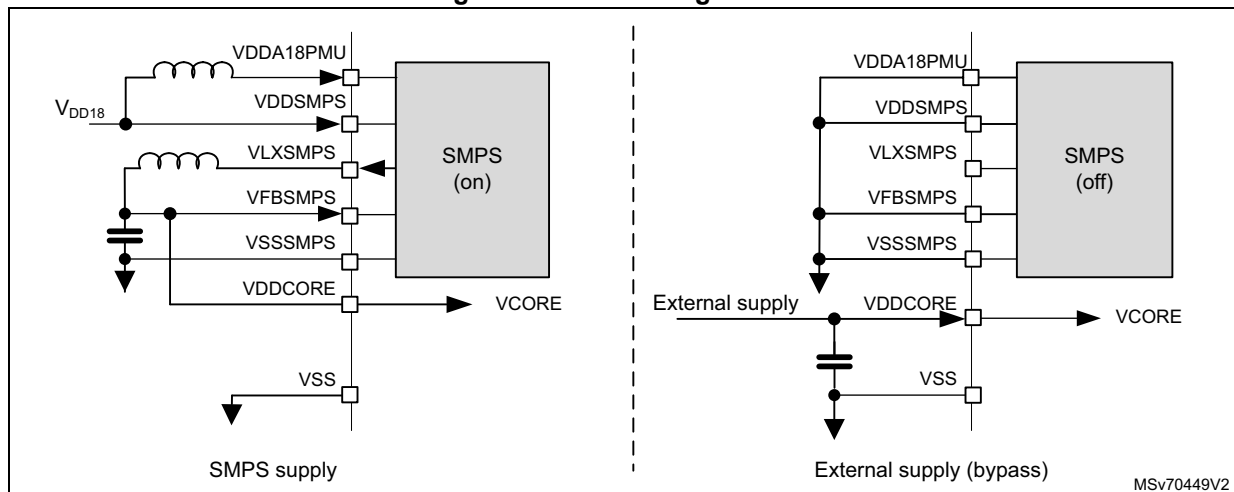 VDDA18PMU
VDD18
VDDSMPS
VLXSMPS
SMPS
(on)
VFBSMPS
VSSSMPS
VDDCORE
VCORE
VSS
SMPS supply
VDDA18PMU
VDDSMPS
VLXSMPS
SMPS
(off)
VFBSMPS
VSSSMPS
External supply
VDDCORE
VCORE
VSS
External supply (bypass)
MSv70449V2